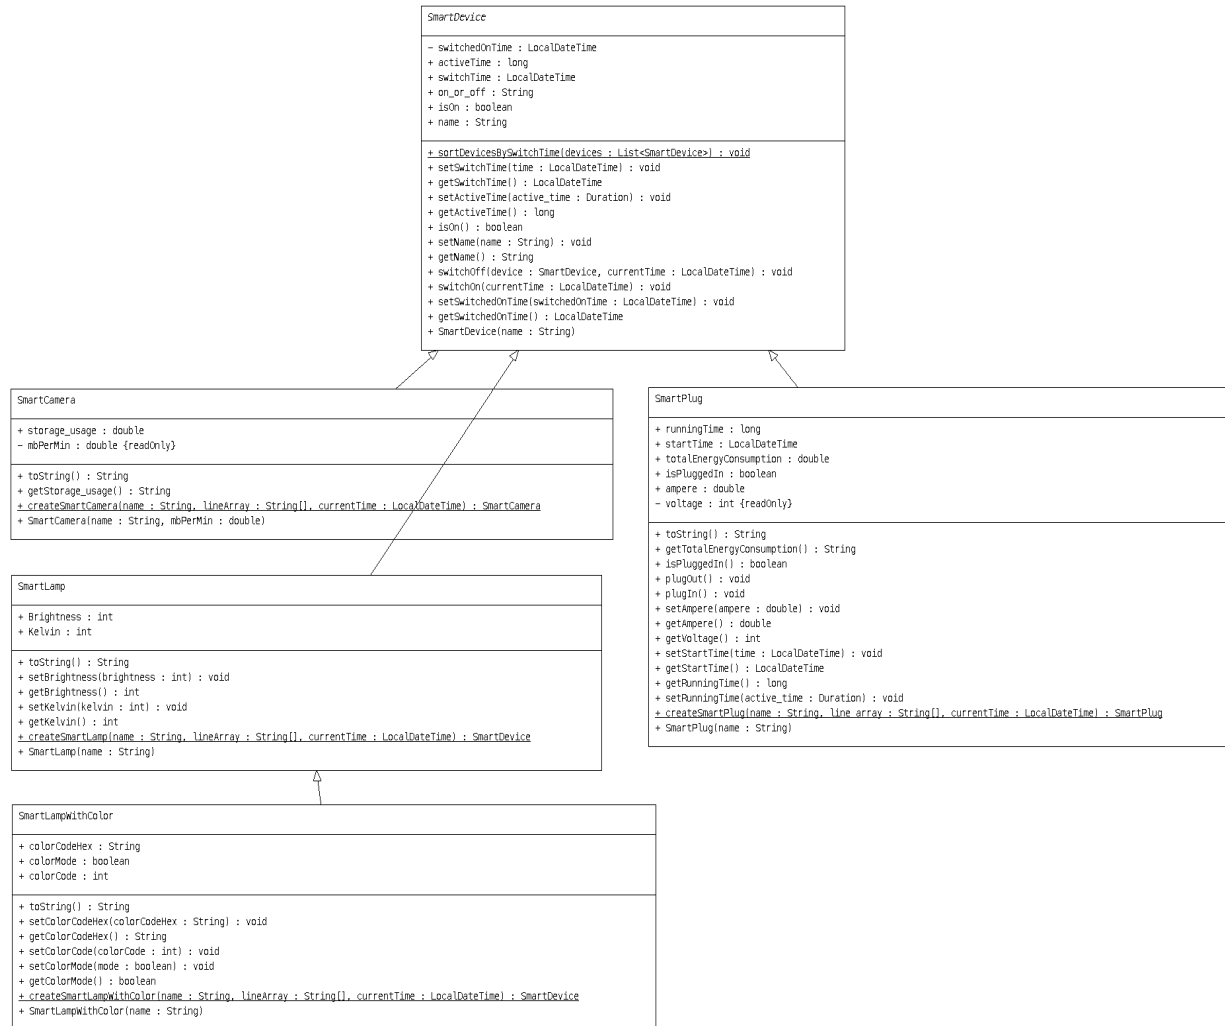 SmartDevice
- switchedOnTime : LocalDateTime
+ activeTime : long
+ switchTime : LocalDateTime
+ on_or_off : String
+ isOn : boolean
+ name : String
+ sortDevicesBySwitchTime(devices : List<SmartDevice>) : void
+ setSwitchTime(time : LocalDateTime) : void
+ getSwitchTime() : LocalDateTime
+ setActiveTime(active_time : Duration) : void
+ getActiveTime() : long
+ isOn() : boolean
+ setName(name : String) : void
+ getName() : String
+ switchOff(device : SmartDevice, currentTime : LocalDateTime) : void
+ switchOn(currentTime : LocalDateTime) : void
+ setSwitchedOnTime(switchedOnTime : LocalDateTime) : void
+ getSwitchedOnTime() : LocalDateTime
+ SmartDevice(name : String)
SmartCamera
+ storage_usage : double
- mbPerMin : double {readOnly}
+ toString() : String
+ getStorage_usage() : String
+ createSmartCamera(name : String, lineArray : String[], currentTime : LocalDateTime) : SmartCamera
+ SmartCamera(name : String, mbPerMin : double)
SmartPlug
+ runningTime : long
+ startTime : LocalDateTime
+ totalEnergyConsumption : double
+ isPluggedIn : boolean
+ ampere : double
- voltage : int {readOnly}
+ toString() : String
+ getTotalEnergyConsumption() : String
+ isPluggedIn() : boolean
+ plugOut() : void
+ plugIn() : void
+ setAmpere(ampere : double) : void
+ getAmpere() : double
+ getVoltage() : int
+ setStartTime(time : LocalDateTime) : void
+ getStartTime() : LocalDateTime
+ getRunningTime() : long
+ setRunningTime(active_time : Duration) : void
+ createSmartPlug(name : String, line array : String[], currentTime : LocalDateTime) : SmartPlug
+ SmartPlug(name : String)
SmartLamp
+ Brightness : int
+ Kelvin : int
+ toString() : String
+ setBrightness(brightness : int) : void
+ getBrightness() : int
+ setKelvin(kelvin : int) : void
+ getKelvin() : int
+ createSmartLamp(name : String, lineArray : String[], currentTime : LocalDateTime) : SmartDevice
+ SmartLamp(name : String)
SmartLampWithColor
+ colorCodeHex : String
+ colorMode : boolean
+ colorCode : int
+ toString() : String
+ setColorCodeHex(colorCodeHex : String) : void
+ getColorCodeHex() : String
+ setColorCode(colorCode : int) : void
+ setColorMode(mode : boolean) : void
+ getColorMode() : boolean
+ createSmartLampWithColor(name : String, lineArray : String[], currentTime : LocalDateTime) : SmartDevice
+ SmartLampWithColor(name : String)